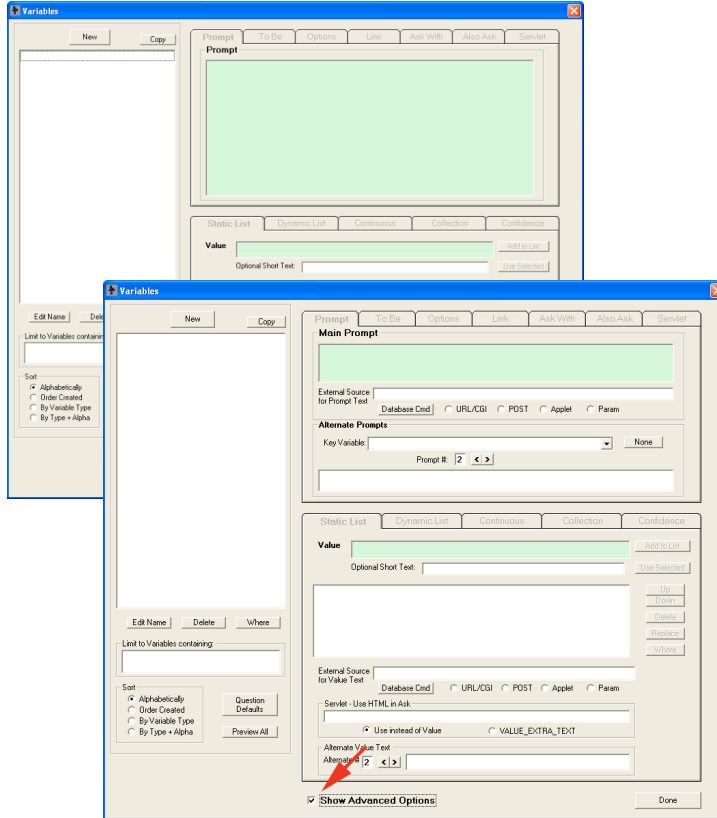 Variables
New Copy
Prompt To Be Options Link Ask With Also Ask Servlet
Prompt
Static List Dynamic List Continuous Collection Confidence
Value Add to List
Optional Short Text: Use Selected
Edit Name
Limit to Variables
Sort
Alphabetically
Order Created
By Variable Type
By Type + Alpha
Variables
New Copy
Prompt To Be Options Link Ask With Also Ask Servlet
Main Prompt
External Source
for Prompt Text
Database Cmd URL/CGI POST Applet Param
Alternate Prompts
Key Variable: None
Prompt #: 2 < >
Static List Dynamic List Continuous Collection Confidence
Value Add to List
Optional Short Text: Use Selected
Up
Down
Delete
Replace
Where
Edit Name Delete Where
Limit to Variables containing:
External Source
for Value Text
Database Cmd URL/CGI POST Applet Param
Sort
Alphabetically
Order Created
By Variable Type
By Type + Alpha
Question
Defaults
Preview All
Servlet - Use HTML in Ask
Use instead of Value VALUE_EXTRA_TEXT
Alternate Value Text
Alternate # 2 < >
Show Advanced Options Done